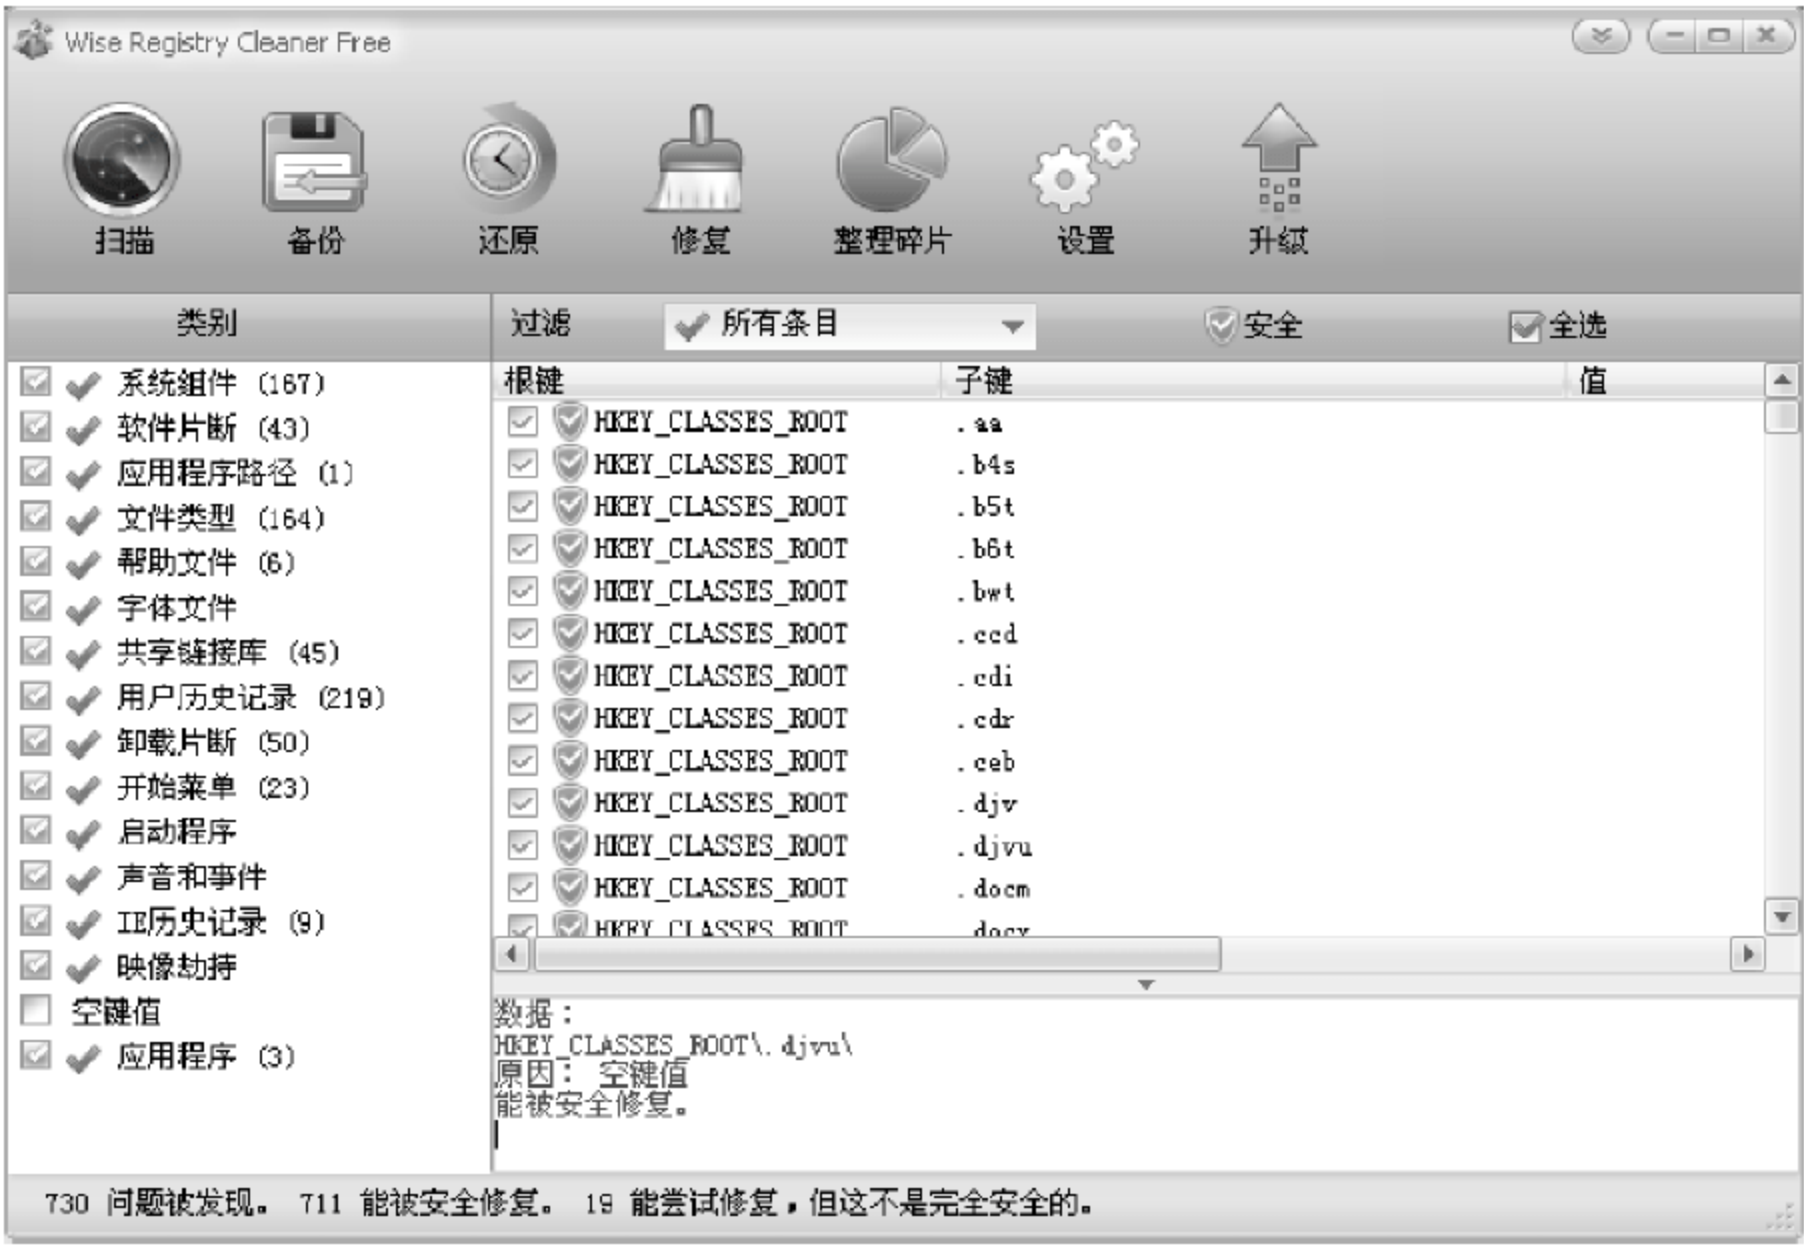 Wise Registry Cleaner Free
扫描 备份 还原 修复 整理碎片 设置 升级
类别 过滤 所有条目 安全 全选
系统组件 (167)
软件片断 (43)
应用程序路径 (1)
文件类型 (164)
帮助文件 (6)
字体文件
共享链接库 (45)
用户历史记录 (219)
卸载片断 (50)
开始菜单 (23)
启动程序
声音和事件
IE历史记录 (9)
映像劫持
空键值
应用程序 (3)
根键 子键 值
HKEY_CLASSES_ROOT .aa
HKEY_CLASSES_ROOT .b4s
HKEY_CLASSES_ROOT .b5t
HKEY_CLASSES_ROOT .b6t
HKEY_CLASSES_ROOT .bwt
HKEY_CLASSES_ROOT .ccd
HKEY_CLASSES_ROOT .cdi
HKEY_CLASSES_ROOT .cdr
HKEY_CLASSES_ROOT .ceb
HKEY_CLASSES_ROOT .djv
HKEY_CLASSES_ROOT .djvu
HKEY_CLASSES_ROOT .docm
HKEY_CLASSES_ROOT .docx
数据：
HKEY_CLASSES_ROOT\.djvu\
原因： 空键值
能被安全修复。
730 问题被发现。 711 能被安全修复。 19 能尝试修复，但这不是完全安全的。